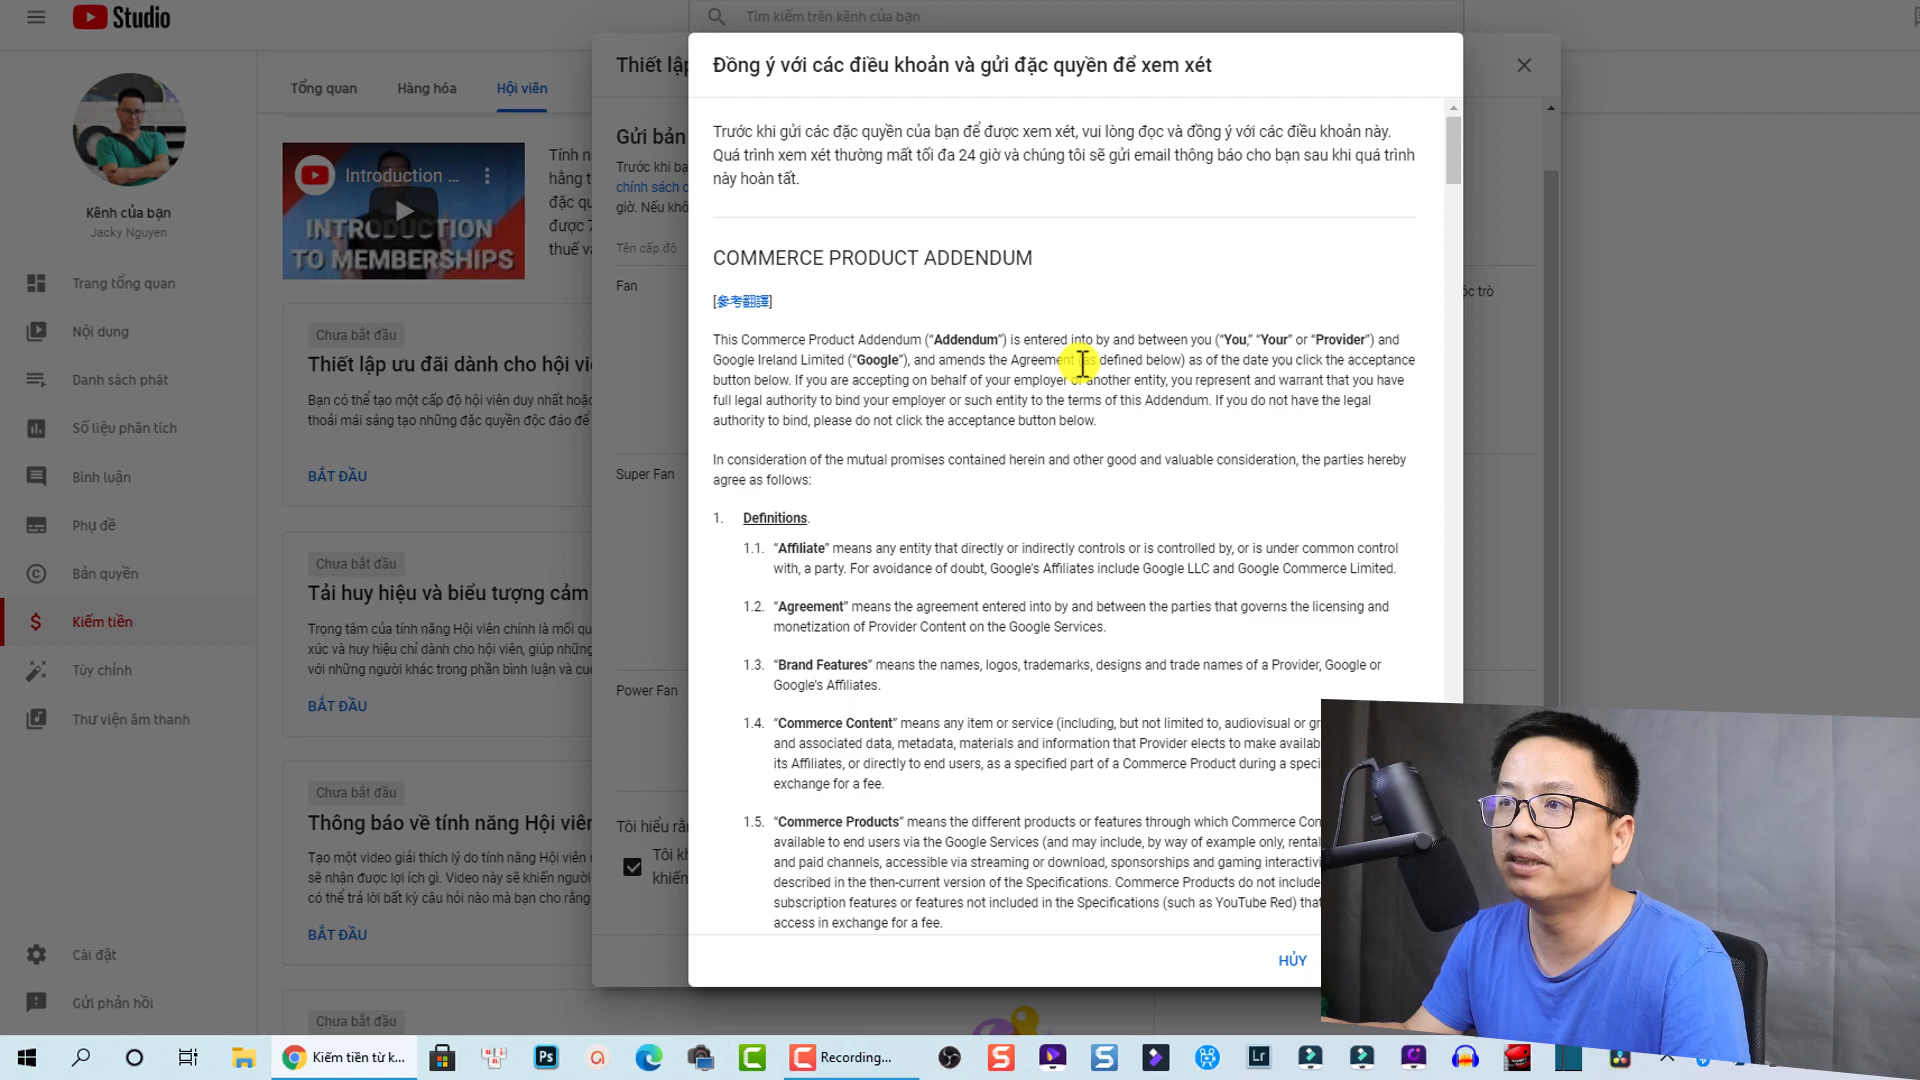 Studio
Tìm kiếm trên kênh của bạn
Kênh của bạn
Jacky Nguyen
Trang tổng quan
Nội dung
Danh sách phát
Số liệu phân tích
Bình luận
Phụ đề
Bản quyền
Kiếm tiền
Tùy chỉnh
Thư viện âm thanh
Cài đặt
Gửi phản hồi
Tổng quan
Hàng hóa
Hội viên
Introduction ...
INTRODUCTION
TO MEMBERSHIPS
Tính n
hằng t
đặc qu
được 7
thuế và
Chưa bắt đầu
Thiết lập ưu đãi dành cho hội vi
Bạn có thể tạo một cấp độ hội viên duy nhất hoặc
thoải mái sáng tạo những đặc quyền độc đáo để
BẮT ĐẦU
Chưa bắt đầu
Tải huy hiệu và biểu tượng cảm
Trọng tâm của tính năng Hội viên chính là mối qu
xúc và huy hiệu chỉ dành cho hội viên, giúp những
với những người khác trong phần bình luận và cuộ
BẮT ĐẦU
Chưa bắt đầu
Thông báo về tính năng Hội viên
Tạo một video giải thích lý do tính năng Hội viên
sẽ nhận được lợi ích gì. Video này sẽ khiến người
có thể trả lời bất kỳ câu hỏi nào mà bạn cho rằng
BẮT ĐẦU
Chưa bắt đầu
Thiết lập
Gửi bản
Trước khi bạ
chính sách c
giờ. Nếu khô
Tên cấp độ
Fan
ộc trò
Super Fan
Power Fan
Tôi hiểu rằ
Tôi kh
khiến
Đồng ý với các điều khoản và gửi đặc quyền để xem xét
Trước khi gửi các đặc quyền của bạn để được xem xét, vui lòng đọc và đồng ý với các điều khoản này.
Quá trình xem xét thường mất tối đa 24 giờ và chúng tôi sẽ gửi email thông báo cho bạn sau khi quá trình
này hoàn tất.
COMMERCE PRODUCT ADDENDUM
[參考翻譯]
This Commerce Product Addendum (“Addendum”) is entered into by and between you (“You,” “Your” or “Provider”) and
Google Ireland Limited (“Google”), and amends the Agreement (as defined below) as of the date you click the acceptance
button below. If you are accepting on behalf of your employer or another entity, you represent and warrant that you have
full legal authority to bind your employer or such entity to the terms of this Addendum. If you do not have the legal
authority to bind, please do not click the acceptance button below.
In consideration of the mutual promises contained herein and other good and valuable consideration, the parties hereby
agree as follows:
1. Definitions.
1.1. “Affiliate” means any entity that directly or indirectly controls or is controlled by, or is under common control
with, a party. For avoidance of doubt, Google’s Affiliates include Google LLC and Google Commerce Limited.
1.2. “Agreement” means the agreement entered into by and between the parties that governs the licensing and
monetization of Provider Content on the Google Services.
1.3. “Brand Features” means the names, logos, trademarks, designs and trade names of a Provider, Google or
Google’s Affiliates.
1.4. “Commerce Content” means any item or service (including, but not limited to, audiovisual or gr
and associated data, metadata, materials and information that Provider elects to make availab
its Affiliates, or directly to end users, as a specified part of a Commerce Product during a speci
exchange for a fee.
1.5. “Commerce Products” means the different products or features through which Commerce Con
available to end users via the Google Services (and may include, by way of example only, rental
and paid channels, accessible via streaming or download, sponsorships and gaming interactivi
described in the then-current version of the Specifications. Commerce Products do not include
subscription features or features not included in the Specifications (such as YouTube Red) that
access in exchange for a fee.
HỦY
Kiếm tiền từ k...
Ps
Recording...
Lr